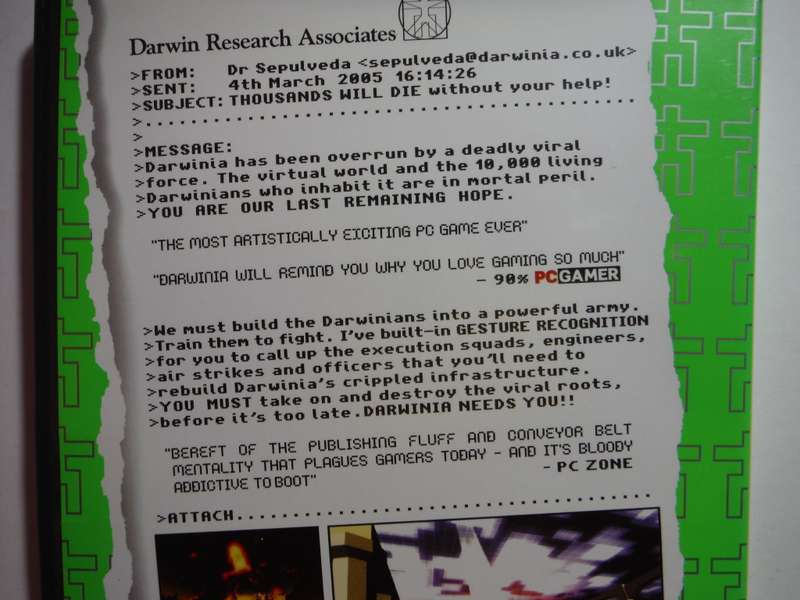 Darwin Research Associates
>FROM: Dr Sepulveda <sepulveda@darwinia.co.uk>
>SENT: 4th March 2005 16:14:26
>SUBJECT: THOUSANDS WILL DIE without your help!
>..................................................
>
>MESSAGE:
>Darwinia has been overrun by a deadly viral
>force. The virtual world and the 10,000 living
>Darwinians who inhabit it are in mortal peril.
>YOU ARE OUR LAST REMAINING HOPE.
"THE MOST ARTISTICALLY EXCITING PC GAME EVER"
"DARWINIA WILL REMIND YOU WHY YOU LOVE GAMING SO MUCH"
- 90% PCGAMER
>We must build the Darwinians into a powerful army.
>Train them to fight. I've built-in GESTURE RECOGNITION
>for you to call up the execution squads, engineers,
>air strikes and officers that you'll need to
>rebuild Darwinia's crippled infrastructure.
>YOU MUST take on and destroy the viral roots,
>before it's too late.DARWINIA NEEDS YOU!!
"BEREFT OF THE PUBLISHING FLUFF AND CONVEYOR BELT
MENTALITY THAT PLAGUES GAMERS TODAY - AND IT'S BLOODY
ADDICTIVE TO BOOT" - PC ZONE
>ATTACH..........................................